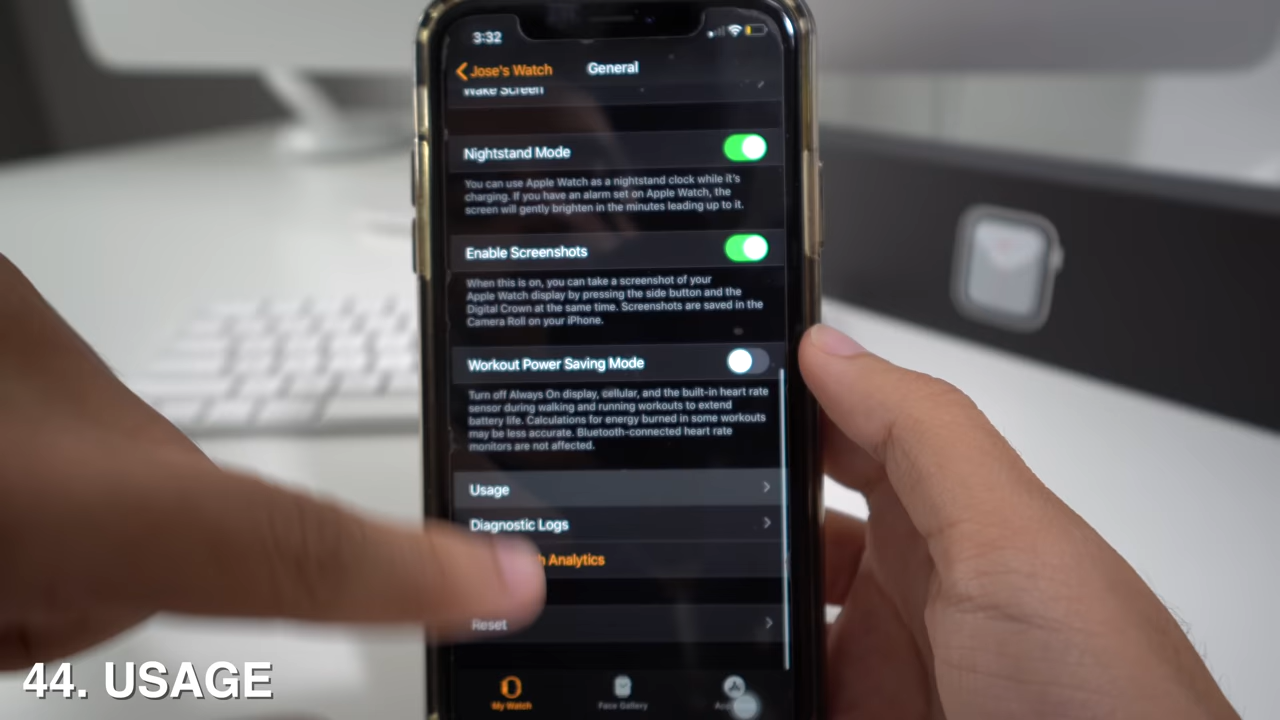 3:32
Jose's Watch
General
Wake Screen
Nightstand Mode
You can use Apple Watch as a nightstand clock while it's
charging. If you have an alarm set on Apple Watch, the
screen will gently brighten in the minutes leading up to it.
Enable Screenshots
When this is on, you can take a screenshot of your
Apple Watch display by pressing the side button and the
Digital Crown at the same time. Screenshots are saved in the
Camera Roll on your iPhone.
Workout Power Saving Mode
Turn off Always On display, cellular, and the built-in heart rate
sensor during walking and running workouts to extend
battery life. Calculations for energy burned in some workouts
may be less accurate. Bluetooth-connected heart rate
monitors are not affected.
Usage
Diagnostic Logs
Analytics
Reset
My Watch
Face Gallery
44. USAGE